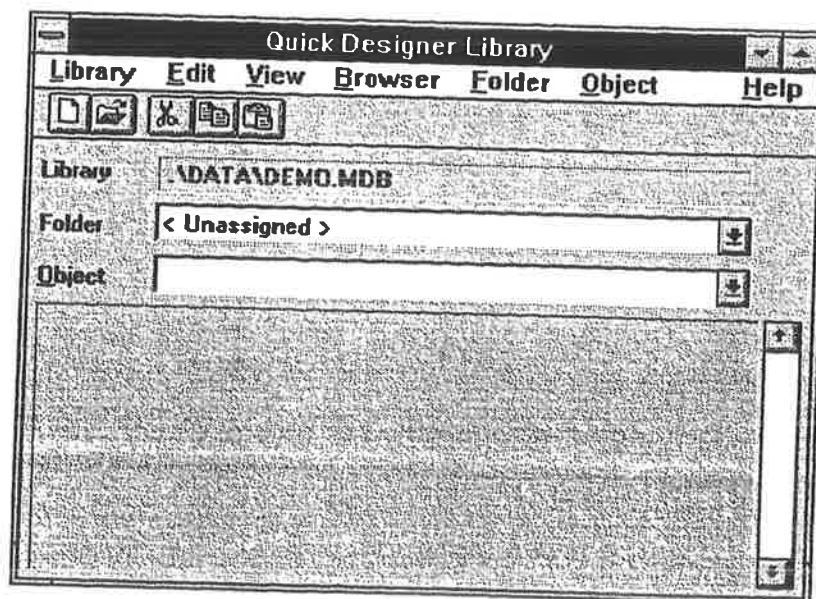 Quick Designer Library
Library Edit View Browser Folder Object Help
Library .\DATA\DEMO.MDB
Folder < Unassigned >
Object